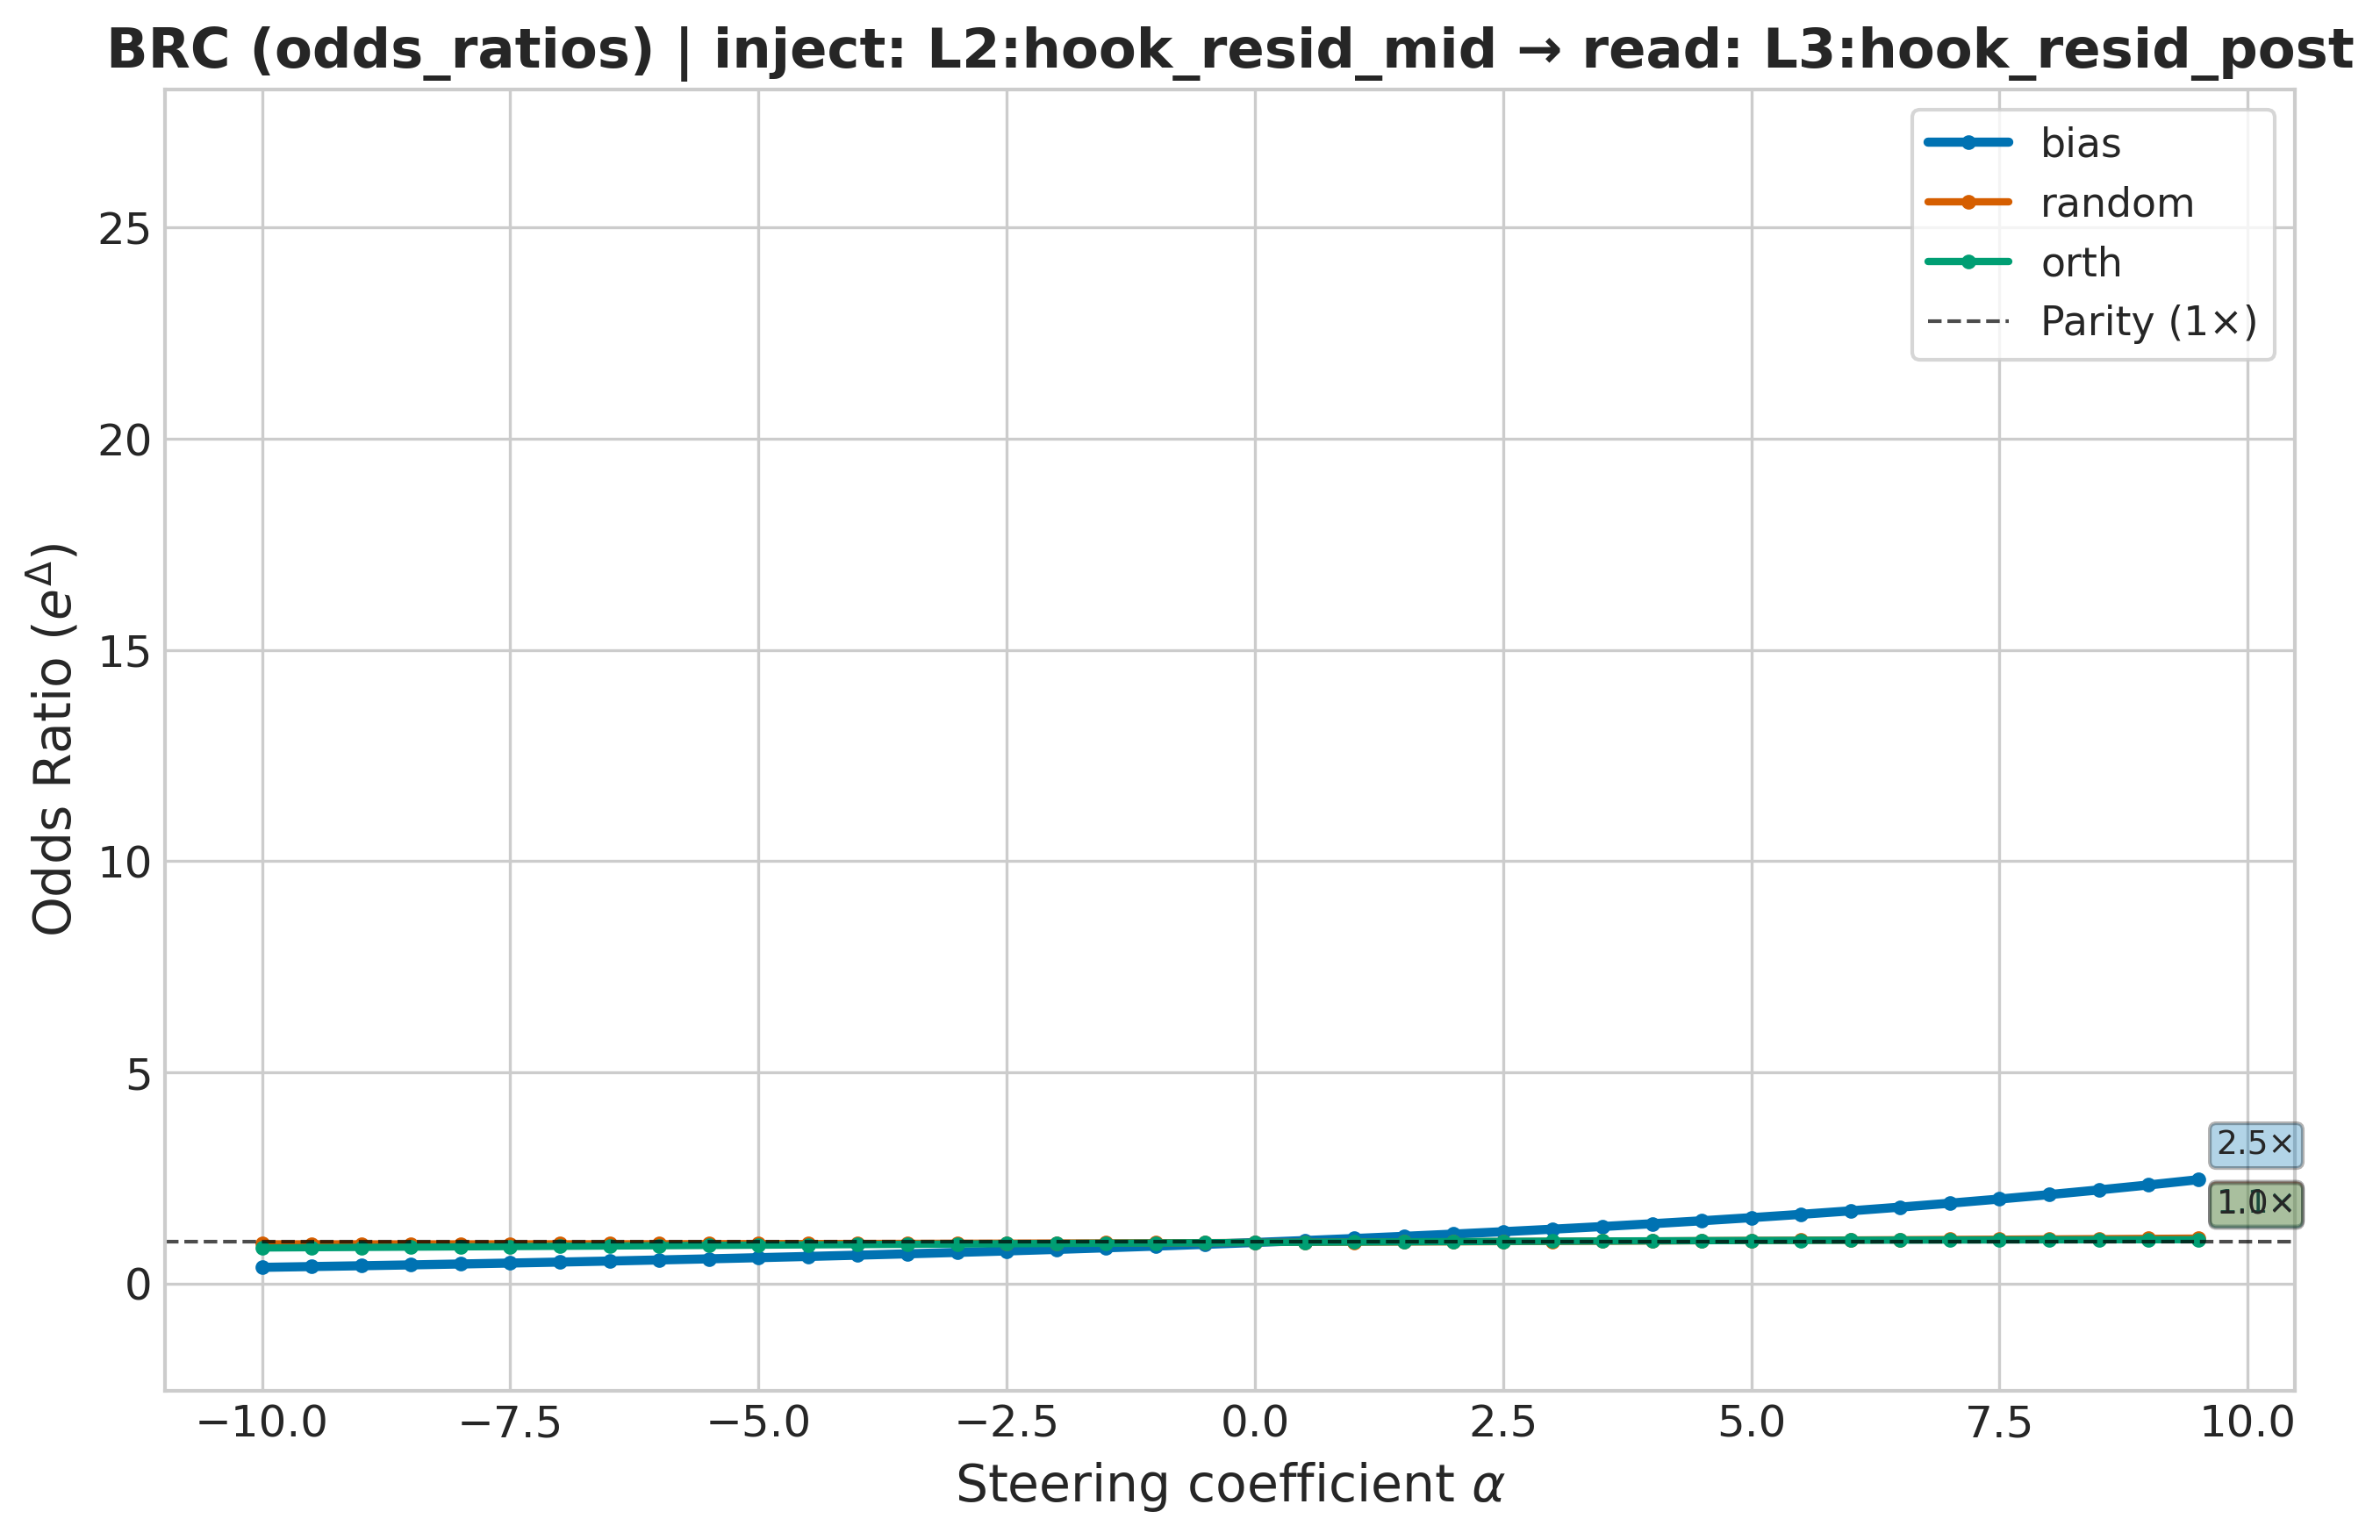 BRC (odds_ratios) | inject: L2:hook_resid_mid → read: L3:hook_resid_post
bias
random
orth
Parity (1×)
Odds Ratio (e^Δ)
25
20
15
10
5
0
2.5×
1.0×
−10.0 −7.5 −5.0 −2.5 0.0 2.5 5.0 7.5 10.0
Steering coefficient α